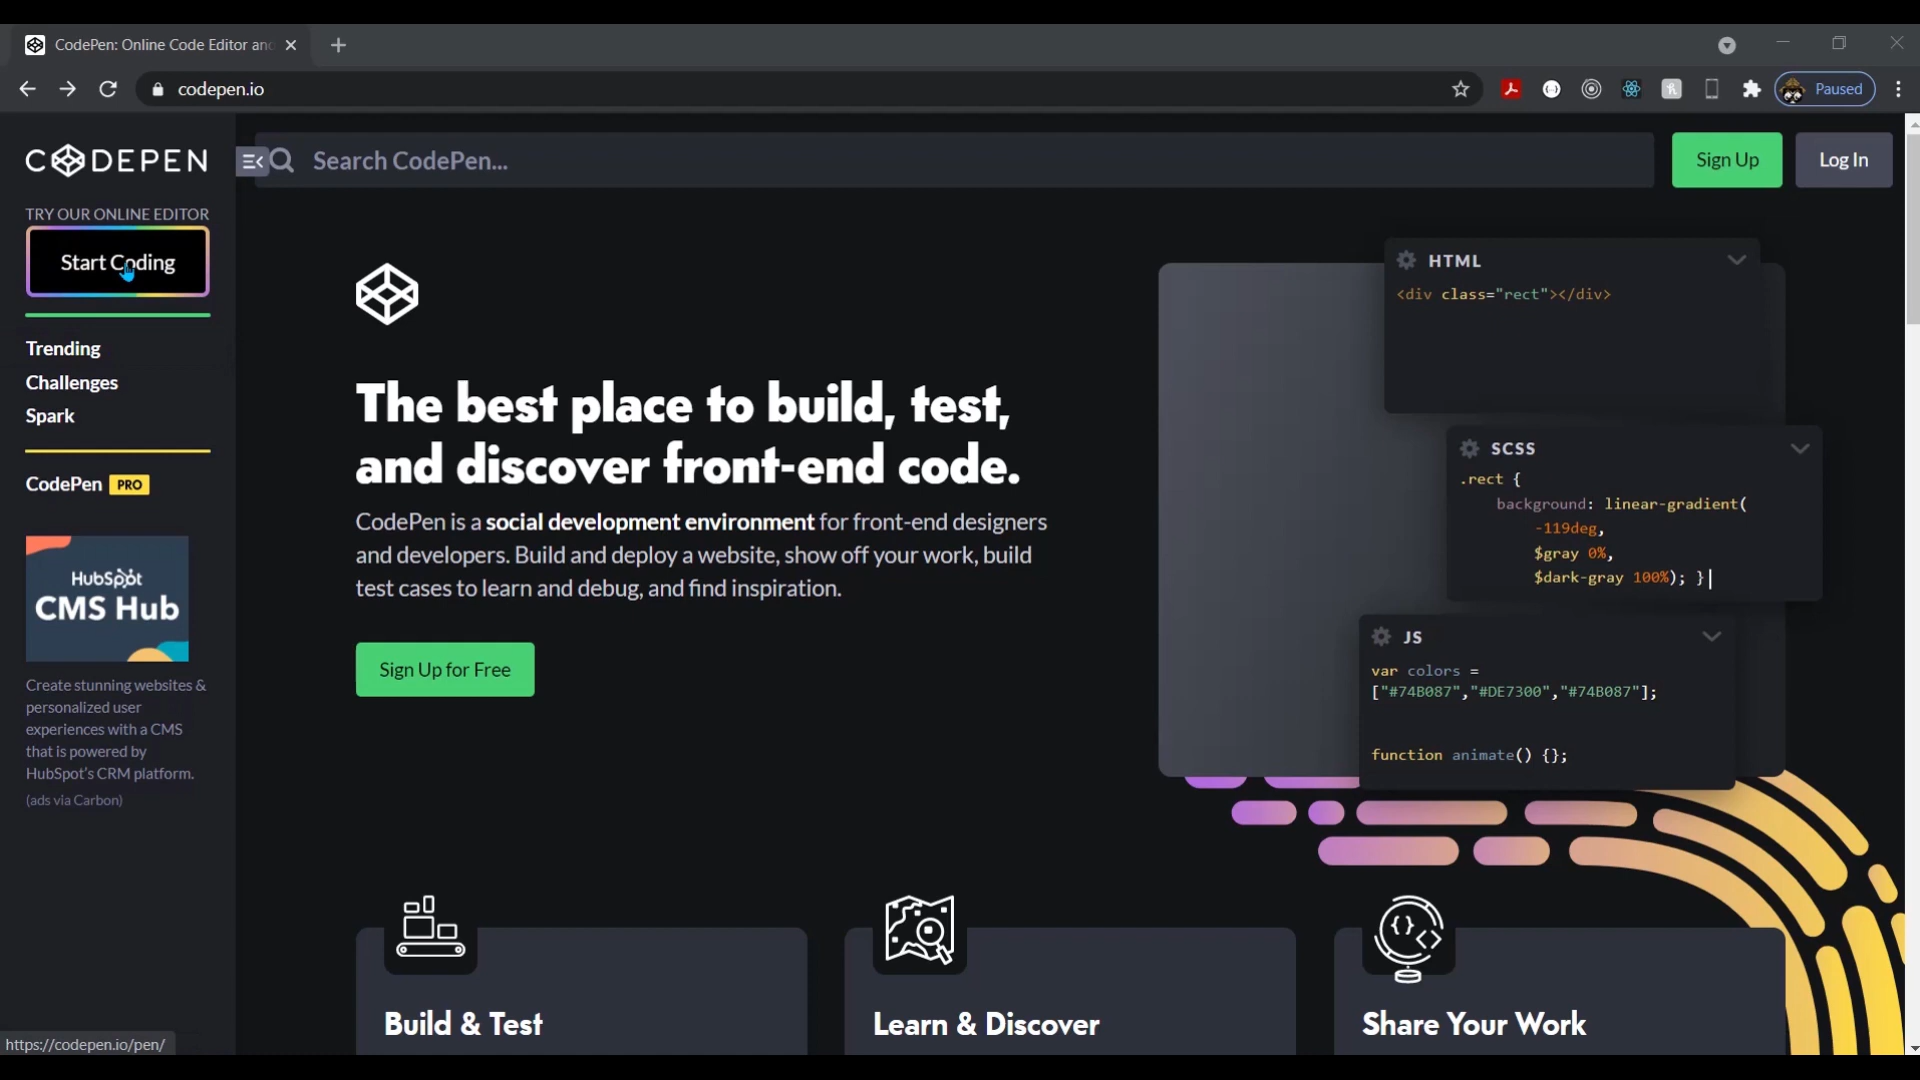 CodePen: Online Code Editor and
codepen.io
Paused
CODEPEN
Search CodePen...
Sign Up
Log In
TRY OUR ONLINE EDITOR
Start Coding
Trending
Challenges
Spark
CodePen PRO
HubSpot
CMS Hub
Create stunning websites &
personalized user
experiences with a CMS
that is powered by
HubSpot's CRM platform.
(ads via Carbon)
The best place to build, test,
and discover front-end code.
CodePen is a social development environment for front-end designers
and developers. Build and deploy a website, show off your work, build
test cases to learn and debug, and find inspiration.
Sign Up for Free
HTML
<div class="rect"></div>
SCSS
.rect {
background: linear-gradient(
-119deg,
$gray 0%,
$dark-gray 100%); }
JS
var colors =
["#74B087","#DE7300","#74B087"];
function animate() {};
Build & Test
Learn & Discover
Share Your Work
https://codepen.io/pen/